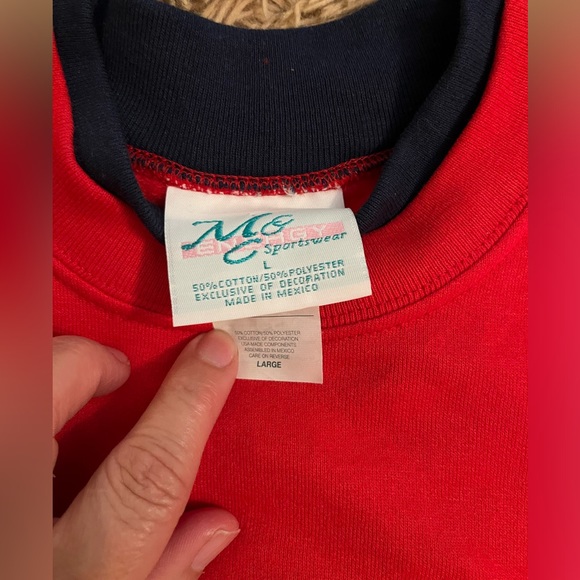 MC
ENERGY
Sportswear
L
50% COTTON/50% POLYESTER
EXCLUSIVE OF DECORATION
MADE IN MEXICO
50% COTTON/50% POLYESTER
EXCLUSIVE OF DECORATION
USA MADE COMPONENTS
ASSEMBLED IN MEXICO
CARE ON REVERSE
LARGE